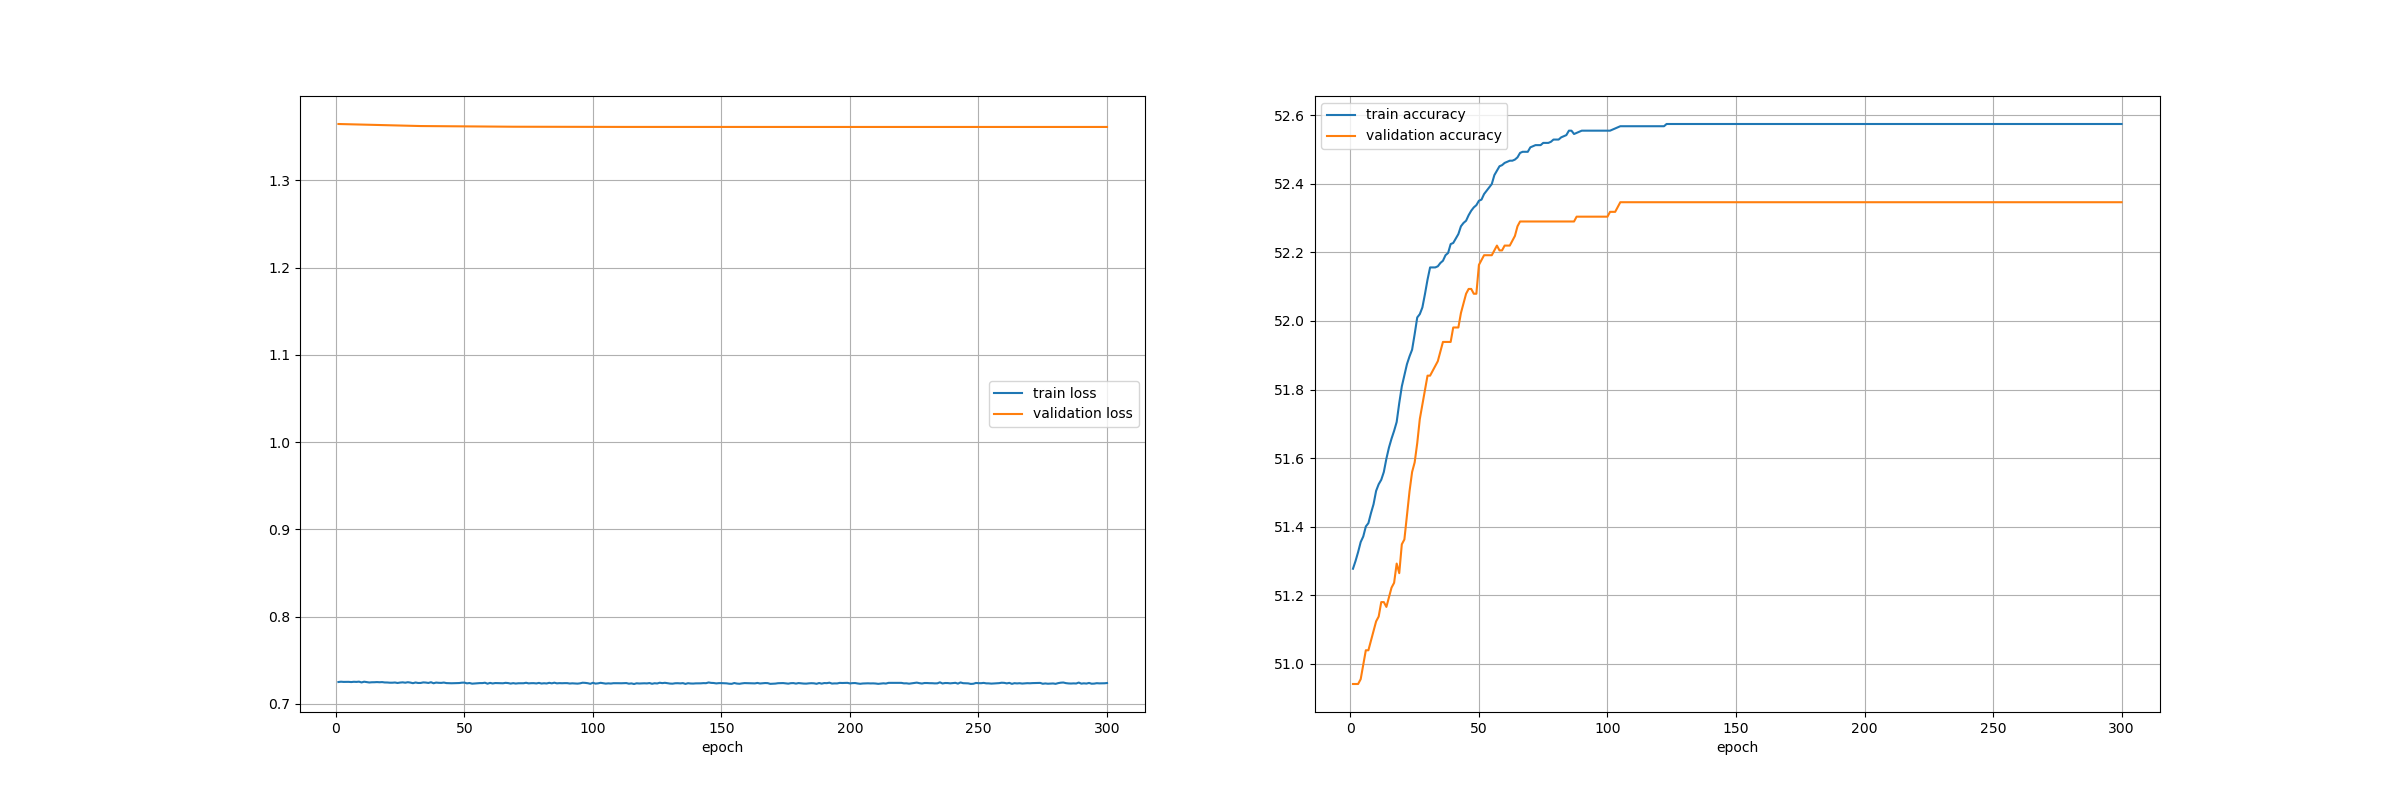 1.3
1.2
1.1
1.0
0.9
0.8
0.7
0 50 100 150 200 250 300
epoch
train loss
validation loss
52.6
52.4
52.2
52.0
51.8
51.6
51.4
51.2
51.0
0 50 100 150 200 250 300
epoch
train accuracy
validation accuracy